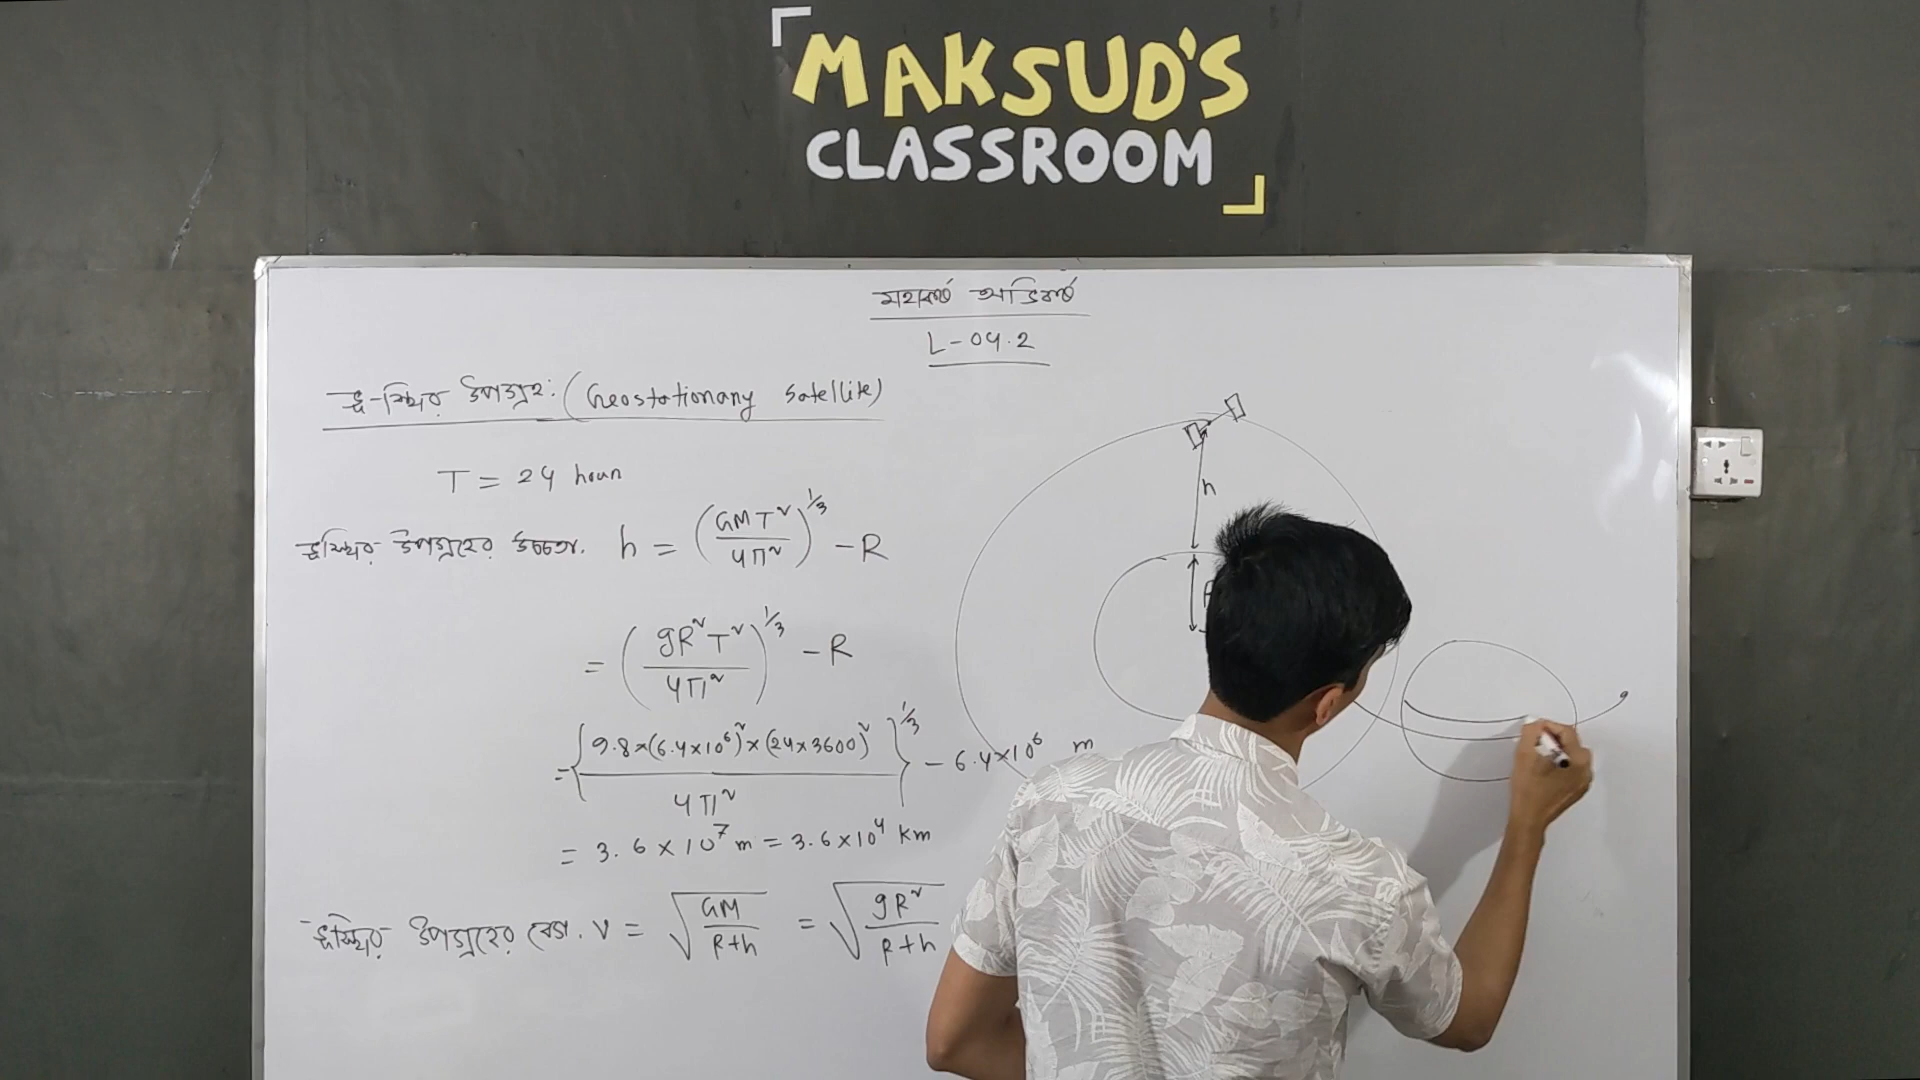 MAKSUD'S
CLASSROOM
মহাকর্ষ অভিকর্ষ
L-04.2
ভূ-স্থির উপগ্রহ: (Geostationary Satellite)
T = 24 hour
ভূস্থির উপগ্রহের উচ্চতা. h = (GMT²/4π²)^1/3 - R
= (gR²T²/4π²)^1/3 - R
= {9.8×(6.4×10⁶)²×(24×3600)²/4π²}^1/3 - 6.4×10⁶ m
= 3.6×10⁷ m = 3.6×10⁴ km
ভূস্থির উপগ্রহের বেগ. v = √(GM/R+h) = √(gR²/R+h)
h